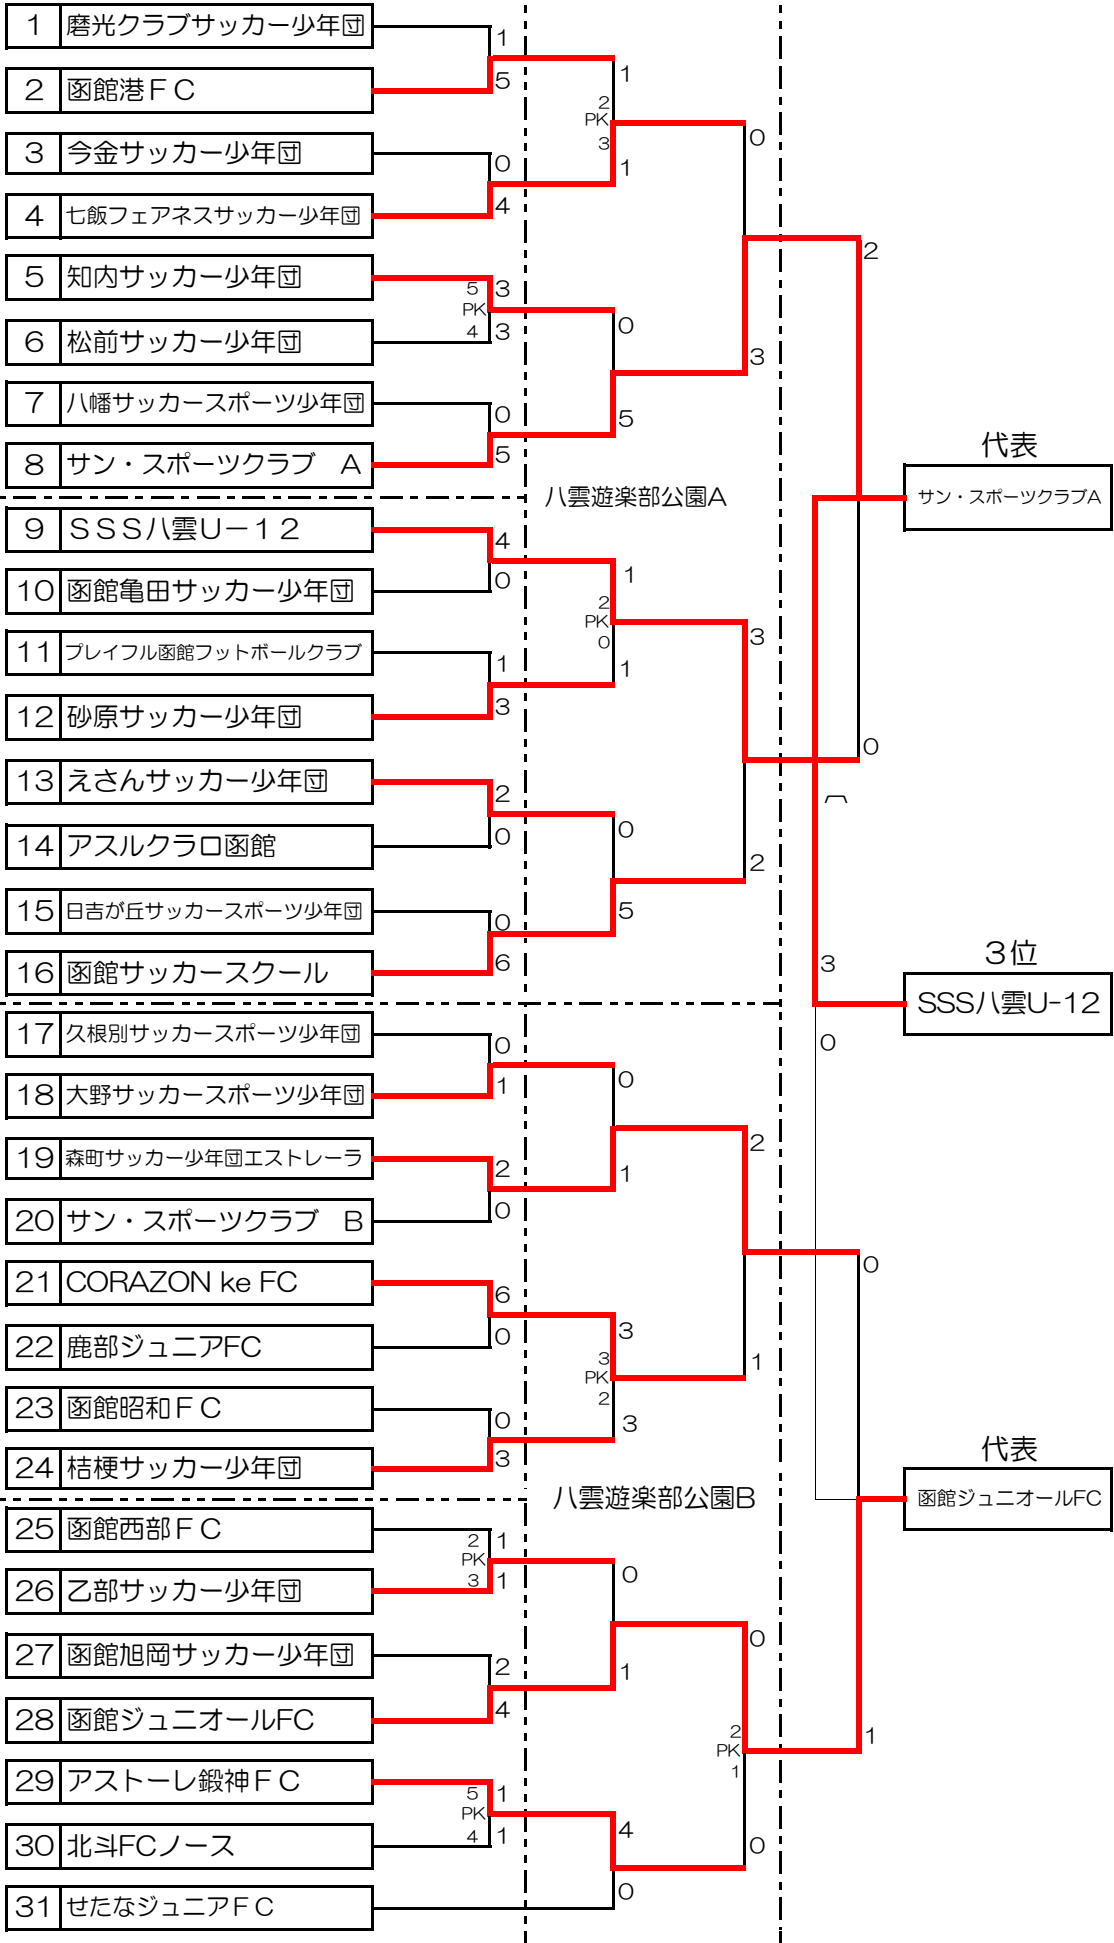 1 磨光クラブサッカー少年団
1
2 函館港ＦＣ
5
1
2
PK
3
1
0
3 今金サッカー少年団
0
4 七飯フェアネスサッカー少年団
4
2
5 知内サッカー少年団
5 3
PK
4 3
6 松前サッカー少年団
0
3
7 八幡サッカースポーツ少年団
0
5
8 サン・スポーツクラブ　A
5
代表
サン・スポーツクラブA
八雲遊楽部公園A
9 ＳＳＳ八雲Ｕ－１２
4
10 函館亀田サッカー少年団
0
1
2
PK
0
1
3
11 プレイフル函館フットボールクラブ
1
12 砂原サッカー少年団
3
0
13 えさんサッカー少年団
2
14 アスルクラロ函館
0
0
2
15 日吉が丘サッカースポーツ少年団
0
5
16 函館サッカースクール
6
3位
3
SSS八雲U-12
0
17 久根別サッカースポーツ少年団
0
18 大野サッカースポーツ少年団
1
0
2
19 森町サッカー少年団エストレーラ
2
1
20 サン・スポーツクラブ　B
0
0
21 CORAZON ke FC
6
22 鹿部ジュニアFC
0
3
3
PK
2
3
1
23 函館昭和ＦＣ
0
24 桔梗サッカー少年団
3
代表
函館ジュニオールFC
八雲遊楽部公園B
25 函館西部ＦＣ
2 1
PK
3 1
26 乙部サッカー少年団
0
0
27 函館旭岡サッカー少年団
2
1
28 函館ジュニオールFC
4
2
PK
1
1
29 アストーレ鍛神ＦＣ
5 1
PK
4 1
30 北斗FCノース
4
0
0
31 せたなジュニアＦＣ